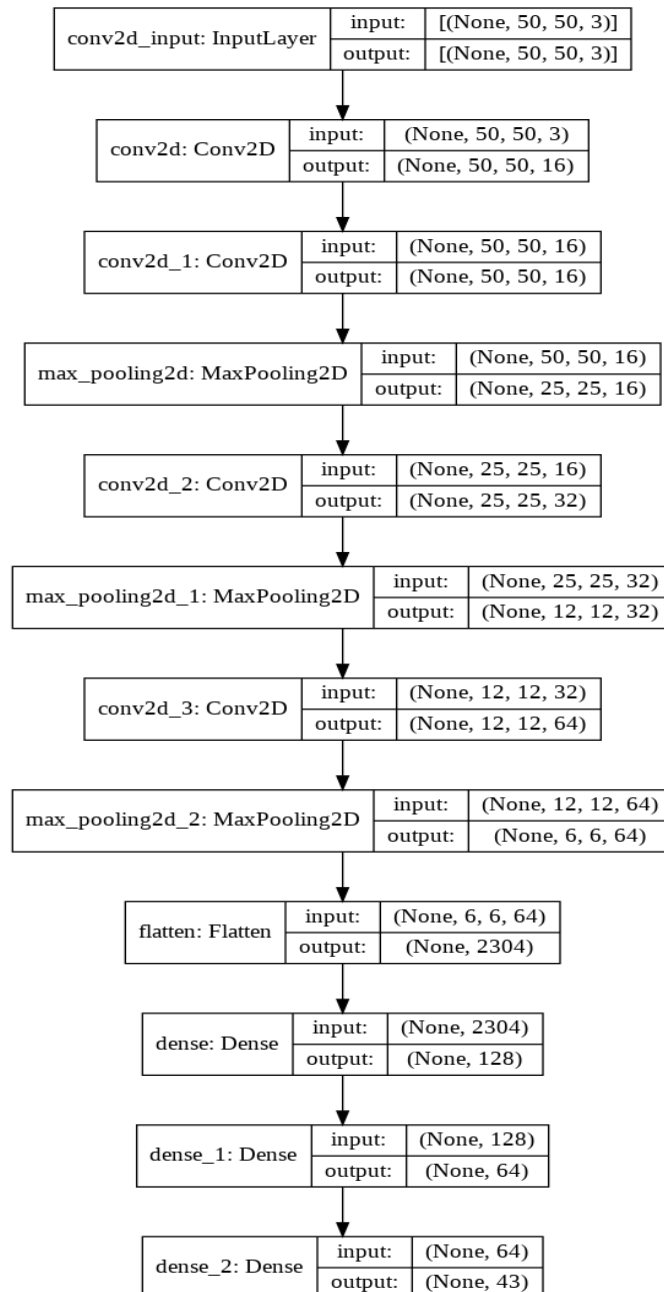 conv2d_input: InputLayer
input: [(None, 50, 50, 3)]
output: [(None, 50, 50, 3)]
conv2d: Conv2D
input: (None, 50, 50, 3)
output: (None, 50, 50, 16)
conv2d_1: Conv2D
input: (None, 50, 50, 16)
output: (None, 50, 50, 16)
max_pooling2d: MaxPooling2D
input: (None, 50, 50, 16)
output: (None, 25, 25, 16)
conv2d_2: Conv2D
input: (None, 25, 25, 16)
output: (None, 25, 25, 32)
max_pooling2d_1: MaxPooling2D
input: (None, 25, 25, 32)
output: (None, 12, 12, 32)
conv2d_3: Conv2D
input: (None, 12, 12, 32)
output: (None, 12, 12, 64)
max_pooling2d_2: MaxPooling2D
input: (None, 12, 12, 64)
output: (None, 6, 6, 64)
flatten: Flatten
input: (None, 6, 6, 64)
output: (None, 2304)
dense: Dense
input: (None, 2304)
output: (None, 128)
dense_1: Dense
input: (None, 128)
output: (None, 64)
dense_2: Dense
input: (None, 64)
output: (None, 43)